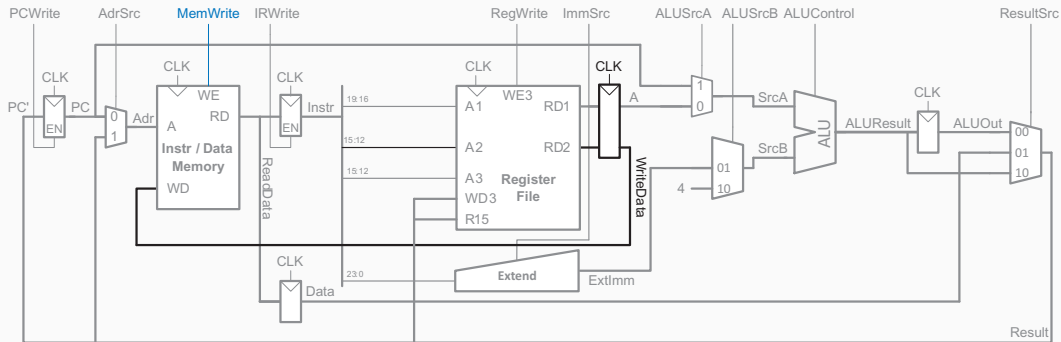 PCWrite AdrSrc MemWrite IRWrite RegWrite ImmSrc ALUSrcA ALUSrcB ALUControl ResultSrc
CLK CLK CLK CLK CLK CLK
PC' PC EN
0 1 Adr
WE A RD Instr / Data Memory WD
EN Instr
19:16 A1 WE3 RD1 A 1 0 SrcA
15:12 A2 RD2
15:12 A3 Register File
WD3
R15
ReadData
WriteData
01 10 4 SrcB
ALU ALUResult ALUOut 00 01 10
23:0 Extend ExtImm
CLK
Data
Result